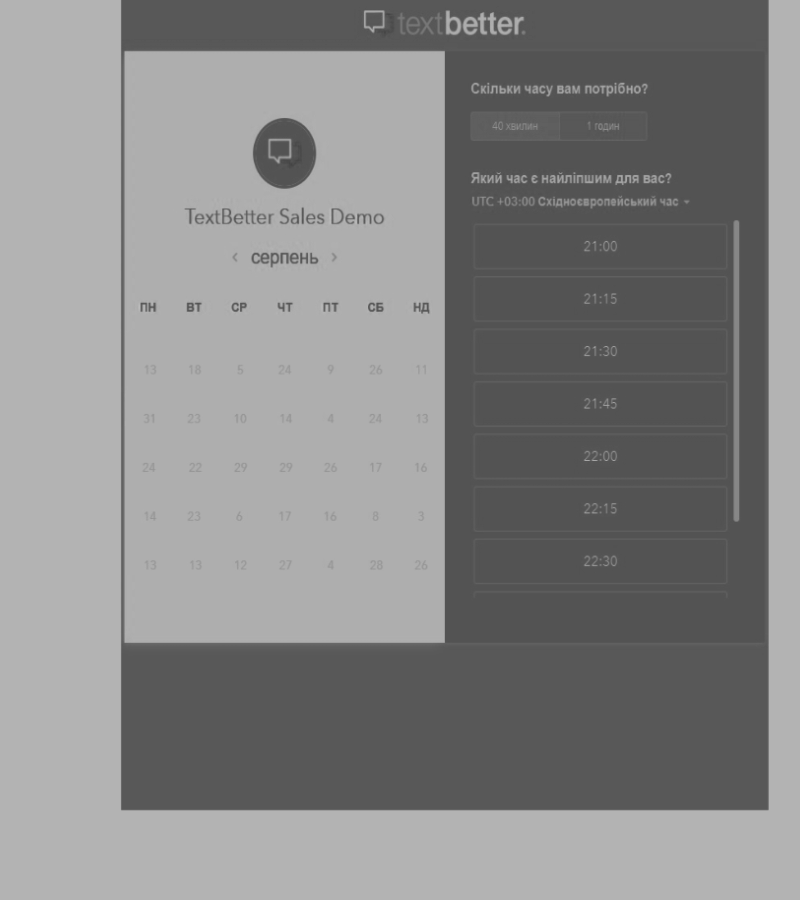 textbetter.
TextBetter Sales Demo
‹ серпень ›
ПН ВТ СР ЧТ ПТ СБ НД
13 18 5 24 9 26 11
31 23 10 14 4 24 13
24 22 29 29 26 17 16
14 23 6 17 16 8 3
13 13 12 27 4 28 26
Скільки часу вам потрібно?
40 хвилин 1 годин
Який час є найліпшим для вас?
UTC +03:00 Східноєвропейський час
21:00
21:15
21:30
21:45
22:00
22:15
22:30